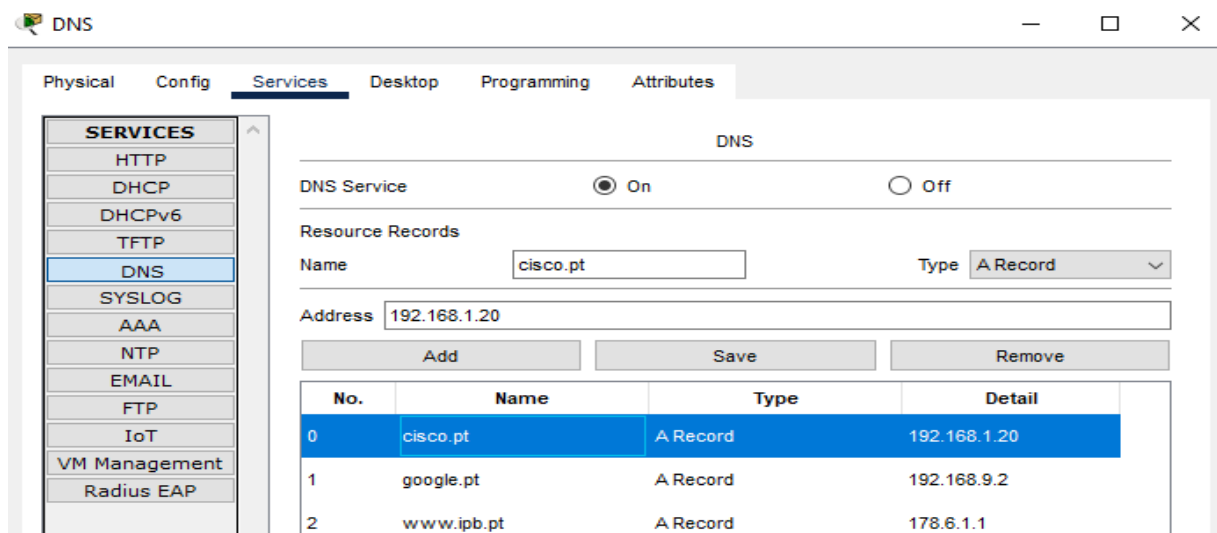 DNS
Physical Config Services Desktop Programming Attributes
SERVICES
HTTP
DHCP
DHCPv6
TFTP
DNS
SYSLOG
AAA
NTP
EMAIL
FTP
IoT
VM Management
Radius EAP
DNS
DNS Service On Off
Resource Records
Name cisco.pt Type A Record
Address 192.168.1.20
Add Save Remove
No. Name Type Detail
0 cisco.pt A Record 192.168.1.20
1 google.pt A Record 192.168.9.2
2 www.ipb.pt A Record 178.6.1.1